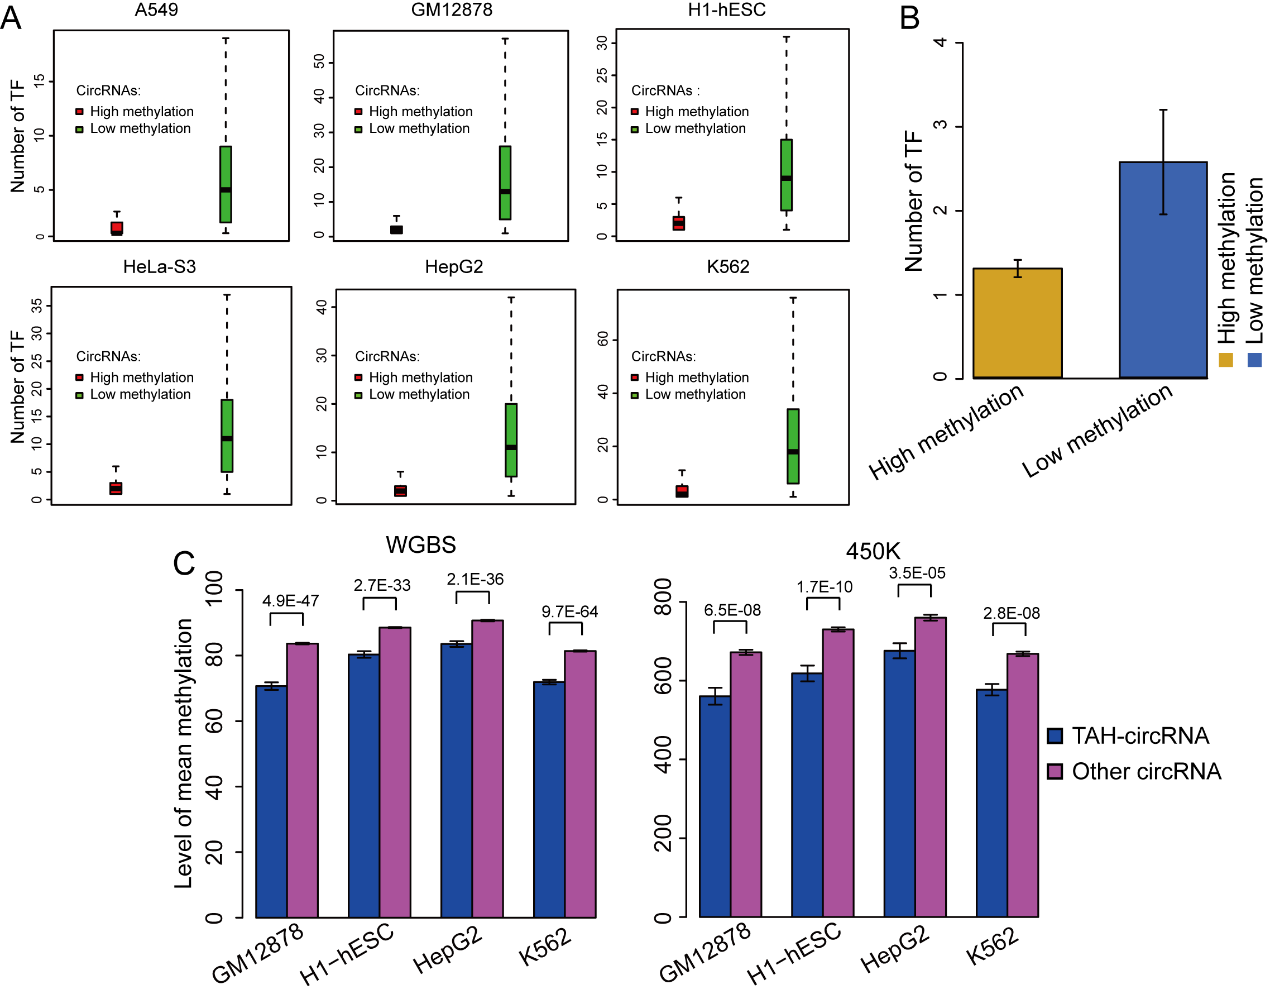 A
A549
GM12878
H1-hESC
B
Number of TF
0
5
10
15
CircRNAs:
High methylation
Low methylation
0
10
20
30
40
50
CircRNAs:
High methylation
Low methylation
0
5
10
15
20
25
30
CircRNAs :
High methylation
Low methylation
HeLa-S3
HepG2
K562
Number of TF
0
5
10
15
20
25
30
35
CircRNAs:
High methylation
Low methylation
0
10
20
30
40
CircRNAs:
High methylation
Low methylation
0
20
40
60
CircRNAs:
High methylation
Low methylation
Number of TF
0
1
2
3
4
High methylation
Low methylation
High methylation
Low methylation
C
WGBS
Level of mean methylation
0
20
40
60
80
100
4.9E-47
2.7E-33
2.1E-36
9.7E-64
GM12878
H1−hESC
HepG2
K562
450K
0
200
400
600
800
6.5E-08
1.7E-10
3.5E-05
2.8E-08
GM12878
H1−hESC
HepG2
K562
TAH-circRNA
Other circRNA